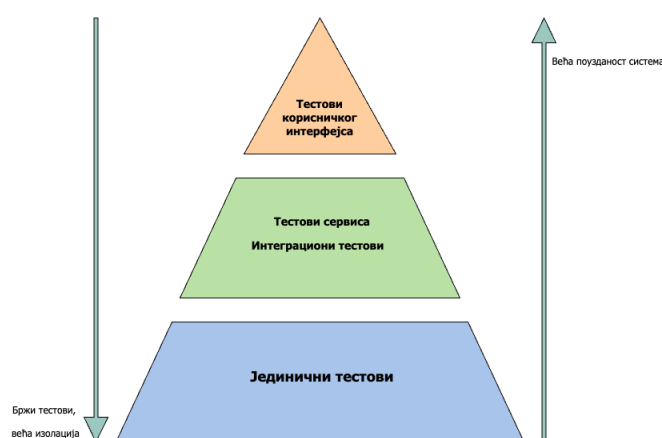 Тестови
корисничког
интерфејса
Већа поузданост система
Тестови сервиса
Интеграциони тестови
Јединични тестови
Бржи тестови,
већа изолација